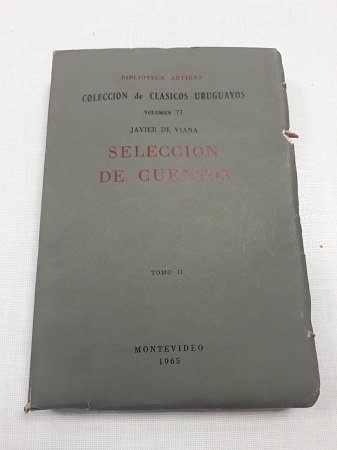 BIBLIOTECA ARTIGAS
COLECCION de CLASICOS URUGUAYOS
VOLUMEN 71
JAVIER DE VIANA
SELECCION
DE CUENTOS
TOMO II
MONTEVIDEO
1965